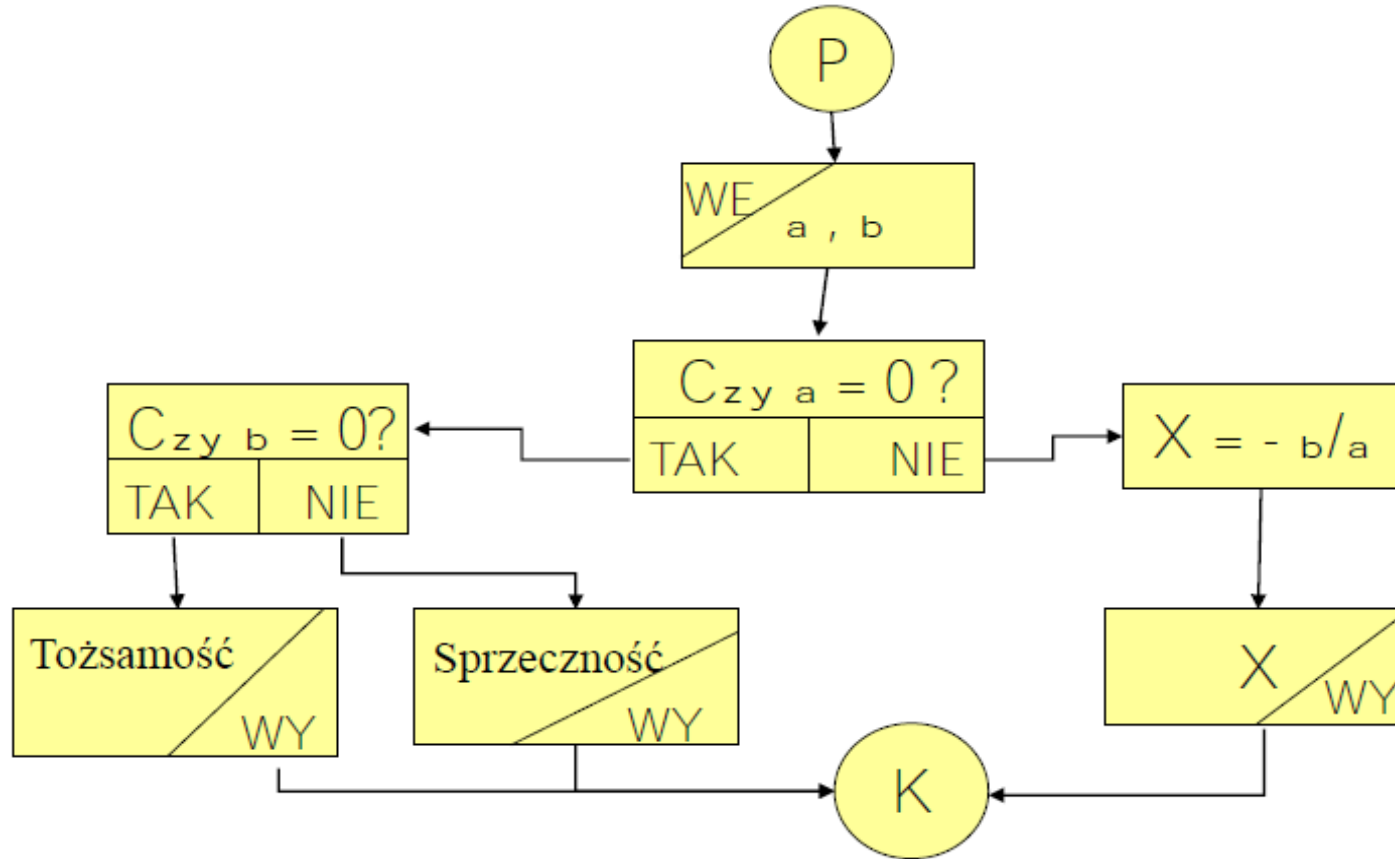 P
WE
a , b
Czy a = 0 ?
TAK
NIE
Czy b = 0?
TAK
NIE
X = - b/a
Tożsamość
WY
Sprzeczność
WY
X
WY
K